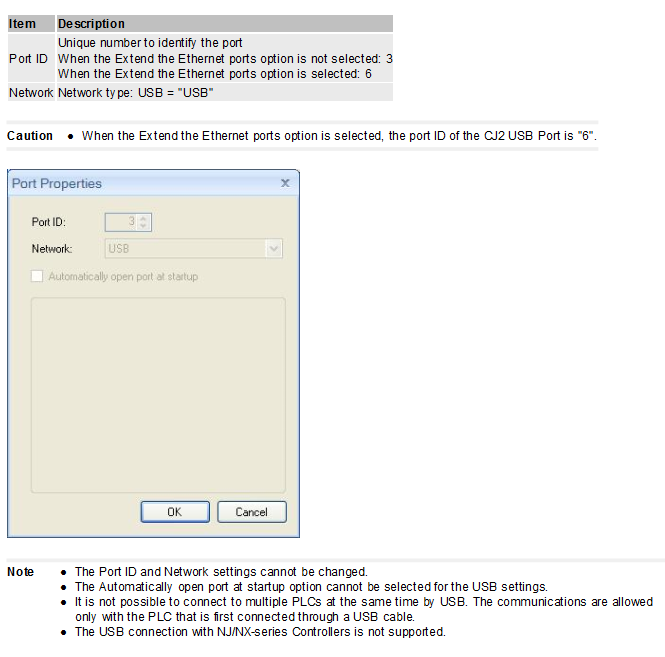 Item Description
Port ID Unique number to identify the port
When the Extend the Ethernet ports option is not selected: 3
When the Extend the Ethernet ports option is selected: 6
Network Network type: USB = "USB"
Caution ● When the Extend the Ethernet ports option is selected, the port ID of the CJ2 USB Port is "6".
Port Properties x
Port ID: 3
Network: USB
Automatically open port at startup
OK Cancel
Note ● The Port ID and Network settings cannot be changed.
● The Automatically open port at startup option cannot be selected for the USB settings.
● It is not possible to connect to multiple PLCs at the same time by USB. The communications are allowed
only with the PLC that is first connected through a USB cable.
● The USB connection with NJ/NX-series Controllers is not supported.